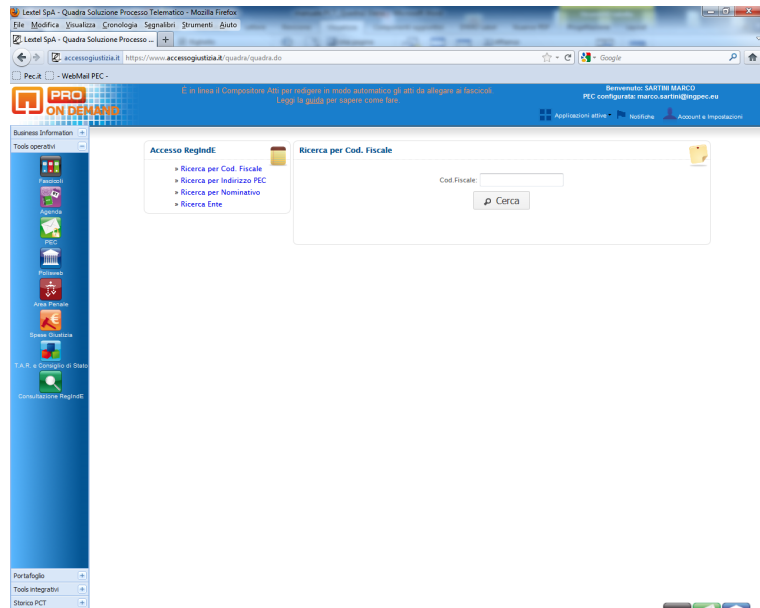 Lextel SpA - Quadra Soluzione Processo Telematico - Mozilla Firefox
File Modifica Visualizza Cronologia Segnalibri Strumenti Aiuto
Lextel SpA - Quadra Soluzione Processo ... +
accessogiustizia.it https://www.accessogiustizia.it/quadra/quadra.do
Google
Pec.it - WebMail PEC -
PRO
ON DEMAND
È in linea il Compositore Atti per redigere in modo automatico gli atti da allegare ai fascicoli.
Leggi la guida per sapere come fare.
Benvenuto: SARTINI MARCO
PEC configurata: marco.sartini@ingpec.eu
Applicazioni attive Notifiche Account e Impostazioni
Business Information
Tools operativi
Fascicoli
Agenda
PEC
Polisweb
Area Penale
Spese Giustizia
T.A.R. e Consiglio di Stato
Consultazione RegIndE
Accesso RegIndE
» Ricerca per Cod. Fiscale
» Ricerca per Indirizzo PEC
» Ricerca per Nominativo
» Ricerca Ente
Ricerca per Cod. Fiscale
Cod.Fiscale:
Cerca
Portafoglio
Tools integrativi
Storico PCT